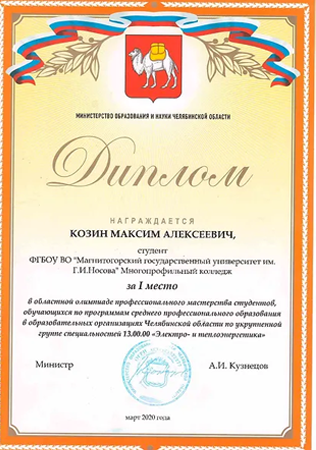 МИНИСТЕРСТВО ОБРАЗОВАНИЯ И НАУКИ ЧЕЛЯБИНСКОЙ ОБЛАСТИ
Диплом
НАГРАЖДАЕТСЯ
КОЗИН МАКСИМ АЛЕКСЕЕВИЧ,
студент
ФГБОУ ВО "Магнитогорский государственный университет им.
Г.И.Носова" Многопрофильный колледж
за I место
в областной олимпиаде профессионального мастерства студентов,
обучающихся по программам среднего профессионального образования
в образовательных организациях Челябинской области по укрупненной
группе специальностей 13.00.00 «Электро- и теплоэнергетика»
Министр А.И. Кузнецов
март 2020 года